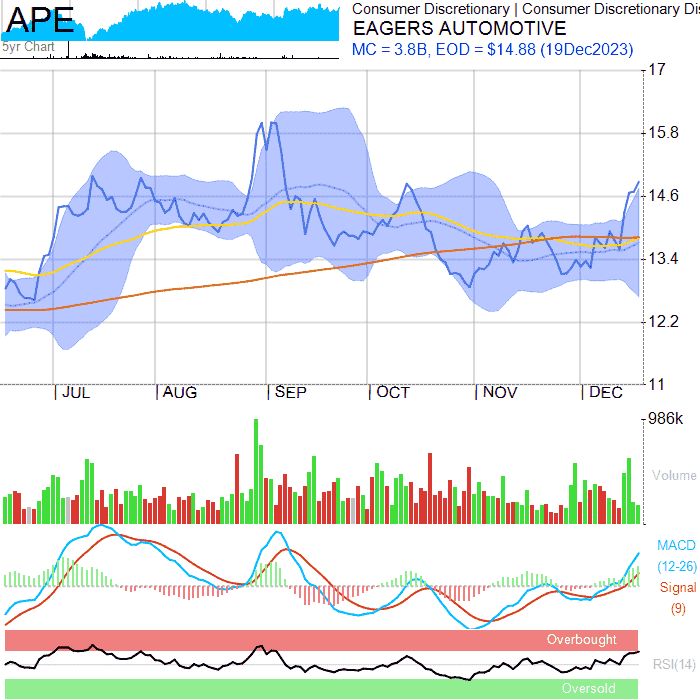 APE
5yr Chart
Consumer Discretionary | Consumer Discretionary Dis
EAGERS AUTOMOTIVE
MC = 3.8B, EOD = $14.88 (19Dec2023)
17
15.8
14.6
13.4
12.2
11
| JUL | AUG | SEP | OCT | NOV | DEC
986k
Volume
MACD
(12-26)
Signal
(9)
Overbought
RSI(14)
Oversold